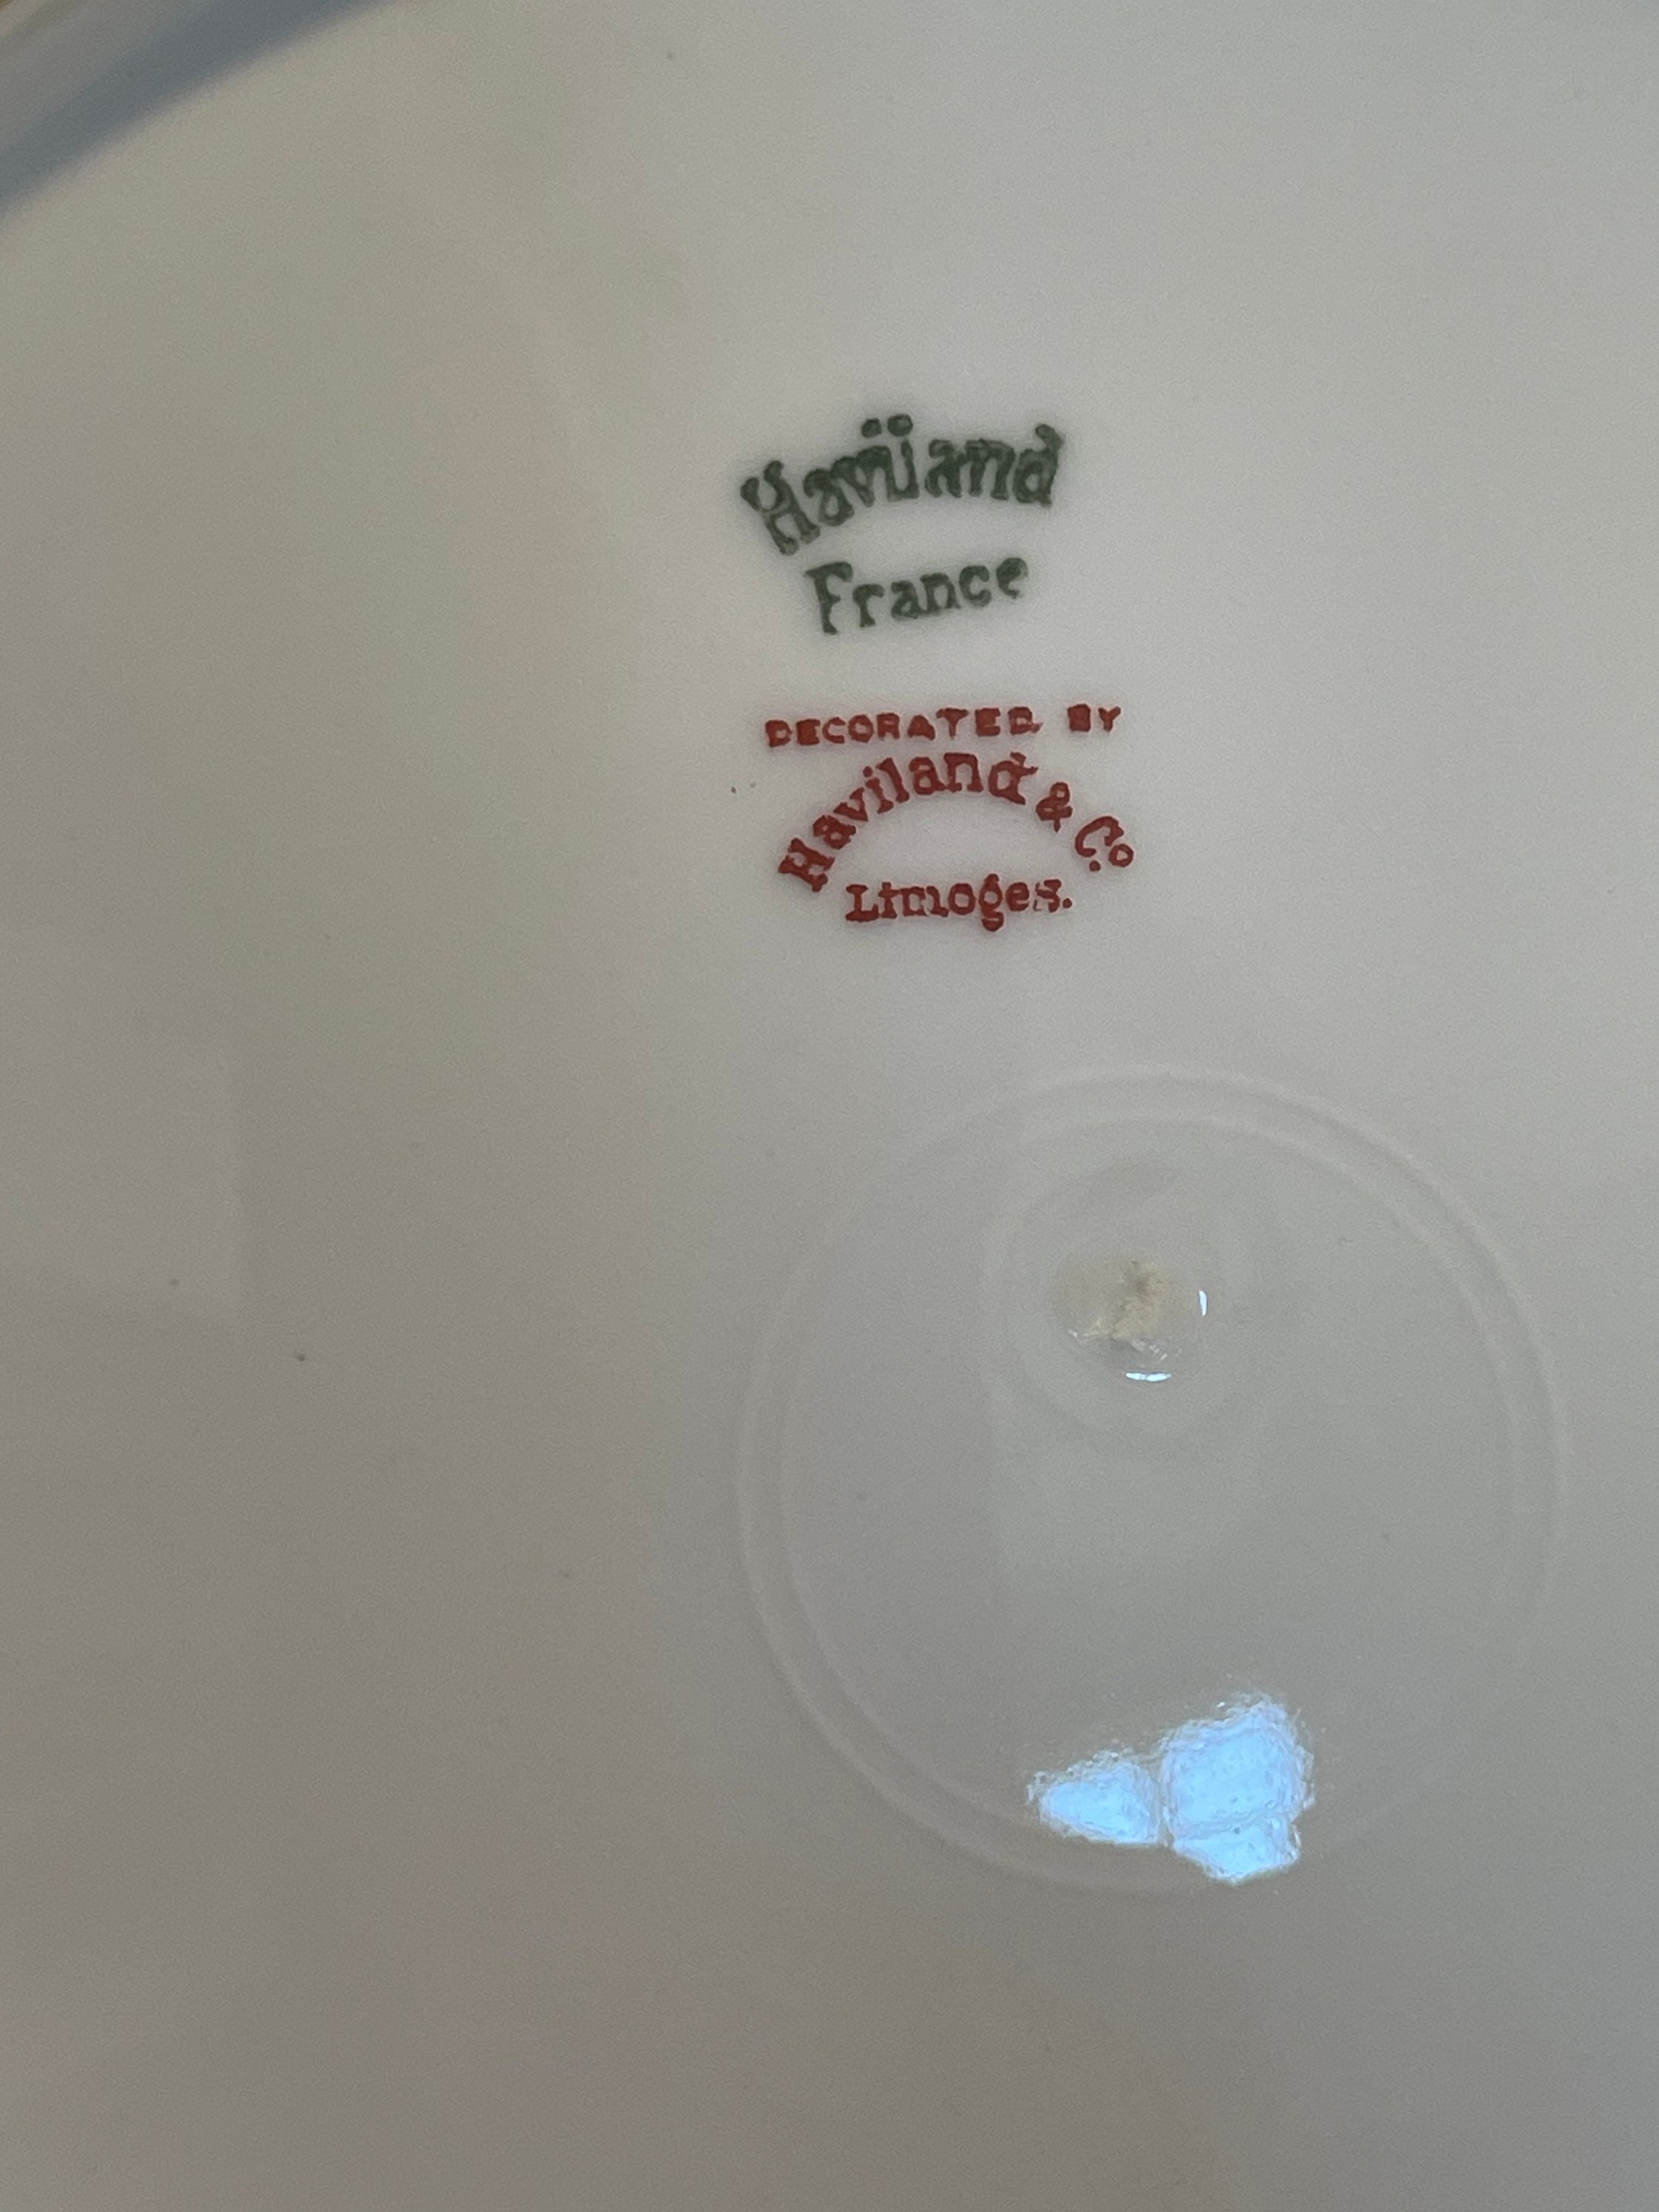 Haviland
France
DECORATED BY
Haviland & Co.
Limoges.